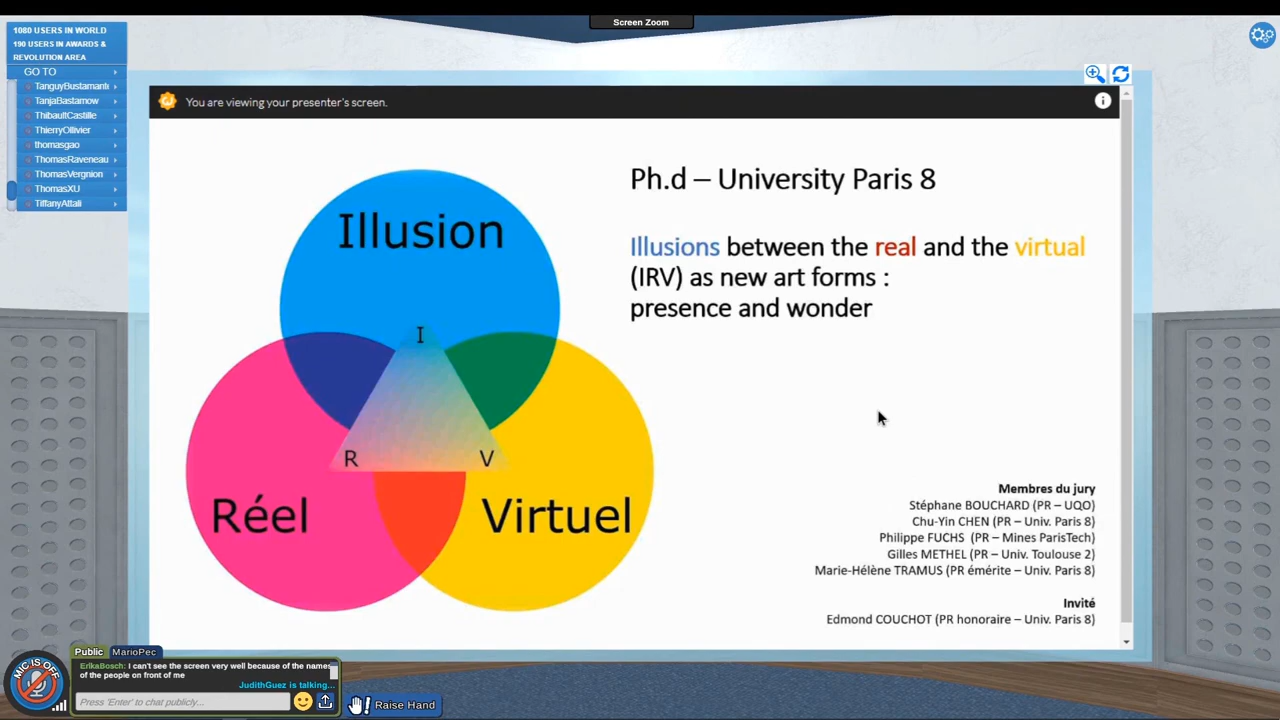 Screen Zoom
1080 USERS IN WORLD
190 USERS IN AWARDS &
REVOLUTION AREA
GO TO
TanguyBustamant
TanjaBastamow
ThibaultCastille
ThierryOllivier
thomasgao
ThomasRaveneau
ThomasVergnion
ThomasXU
TiffanyAttali
You are viewing your presenter's screen.
Illusion
I
R
V
Réel
Virtuel
Ph.d – University Paris 8
Illusions between the real and the virtual
(IRV) as new art forms :
presence and wonder
Membres du jury
Stéphane BOUCHARD (PR – UQO)
Chu-Yin CHEN (PR – Univ. Paris 8)
Philippe FUCHS (PR – Mines ParisTech)
Gilles METHEL (PR – Univ. Toulouse 2)
Marie-Hélène TRAMUS (PR émérite – Univ. Paris 8)
Invité
Edmond COUCHOT (PR honoraire – Univ. Paris 8)
MIC IS OFF
Public
MarioPec
ErikaBosch: I can't see the screen very well because of the names
of the people on front of me
JudithGuez is talking...
Press 'Enter' to chat publicly...
Raise Hand